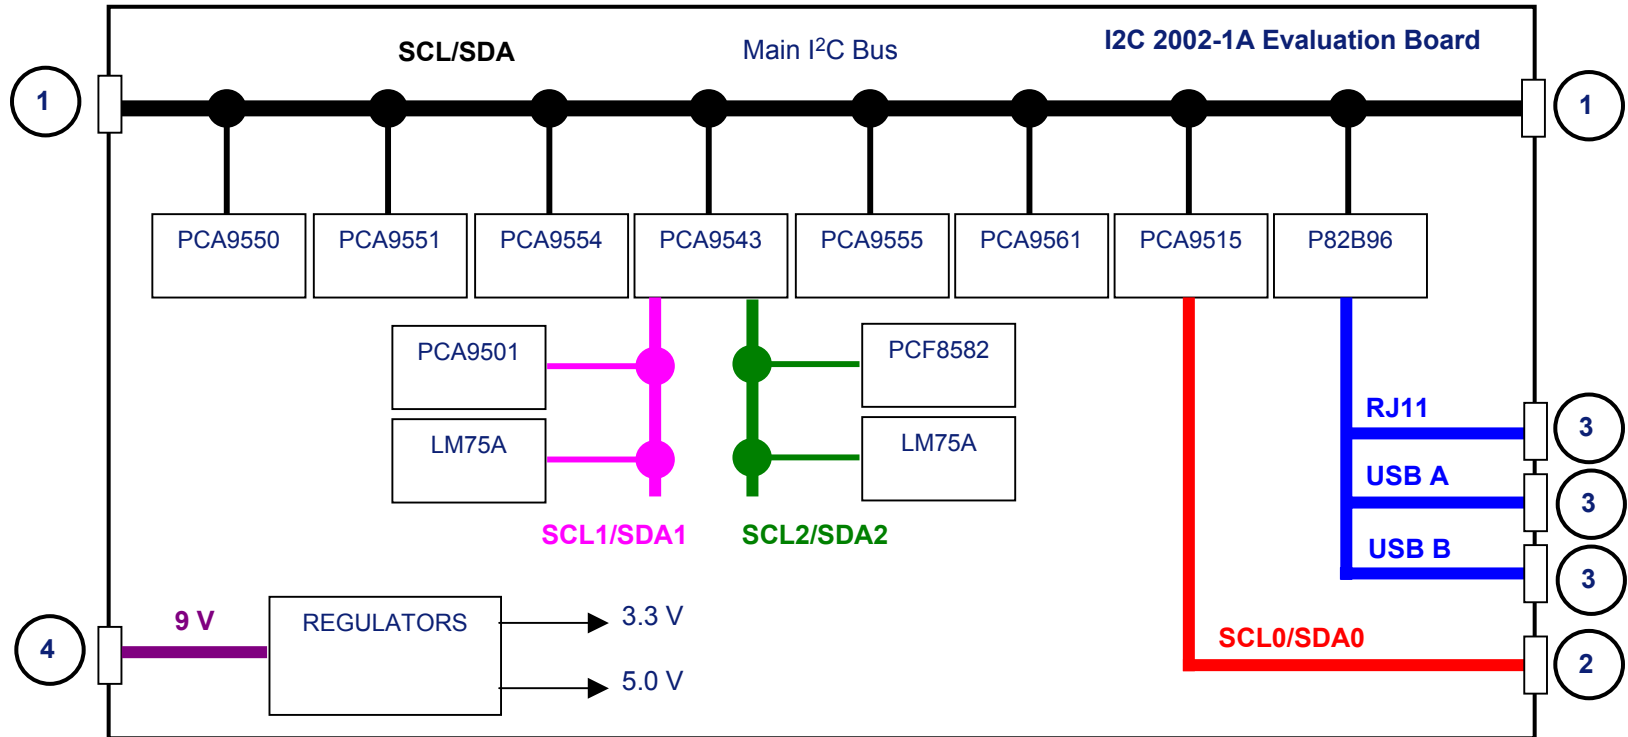 SCL/SDA
Main I²C Bus
I2C 2002-1A Evaluation Board
1
1
PCA9550
PCA9551
PCA9554
PCA9543
PCA9555
PCA9561
PCA9515
P82B96
PCA9501
PCF8582
LM75A
LM75A
RJ11
3
USB A
3
SCL1/SDA1
SCL2/SDA2
USB B
3
9 V
REGULATORS
3.3 V
5.0 V
4
SCL0/SDA0
2